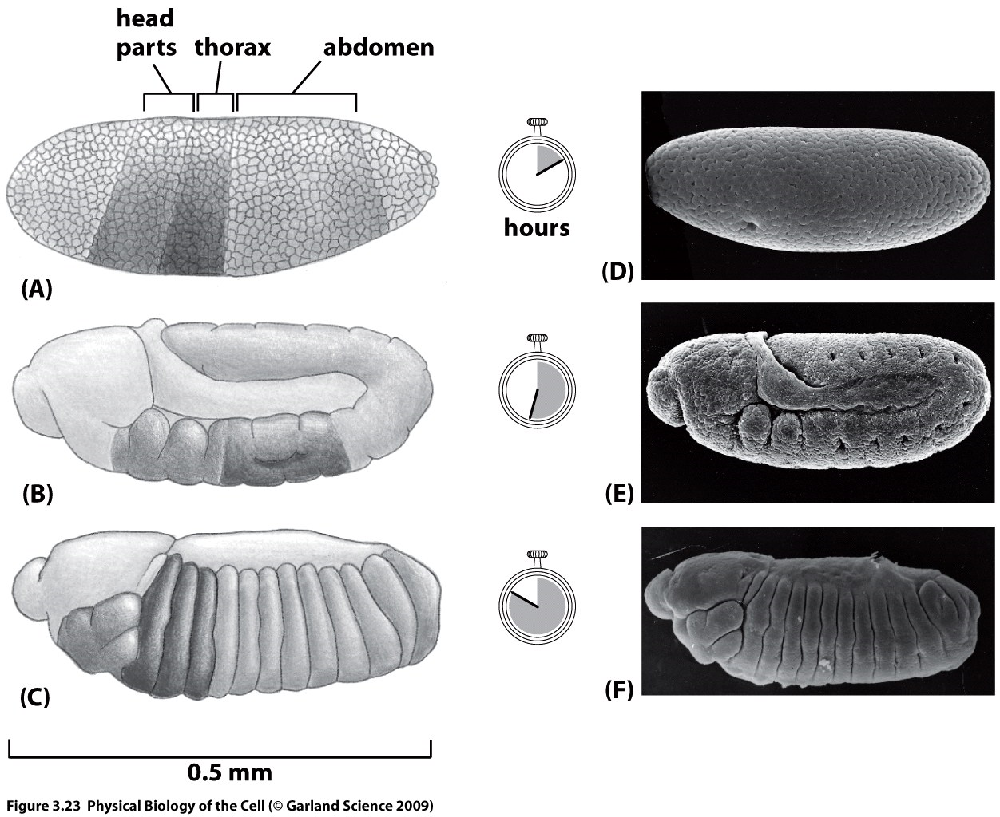 head
parts thorax abdomen
hours
(A)
(D)
(B)
(E)
(C)
(F)
0.5 mm
Figure 3.23 Physical Biology of the Cell (© Garland Science 2009)